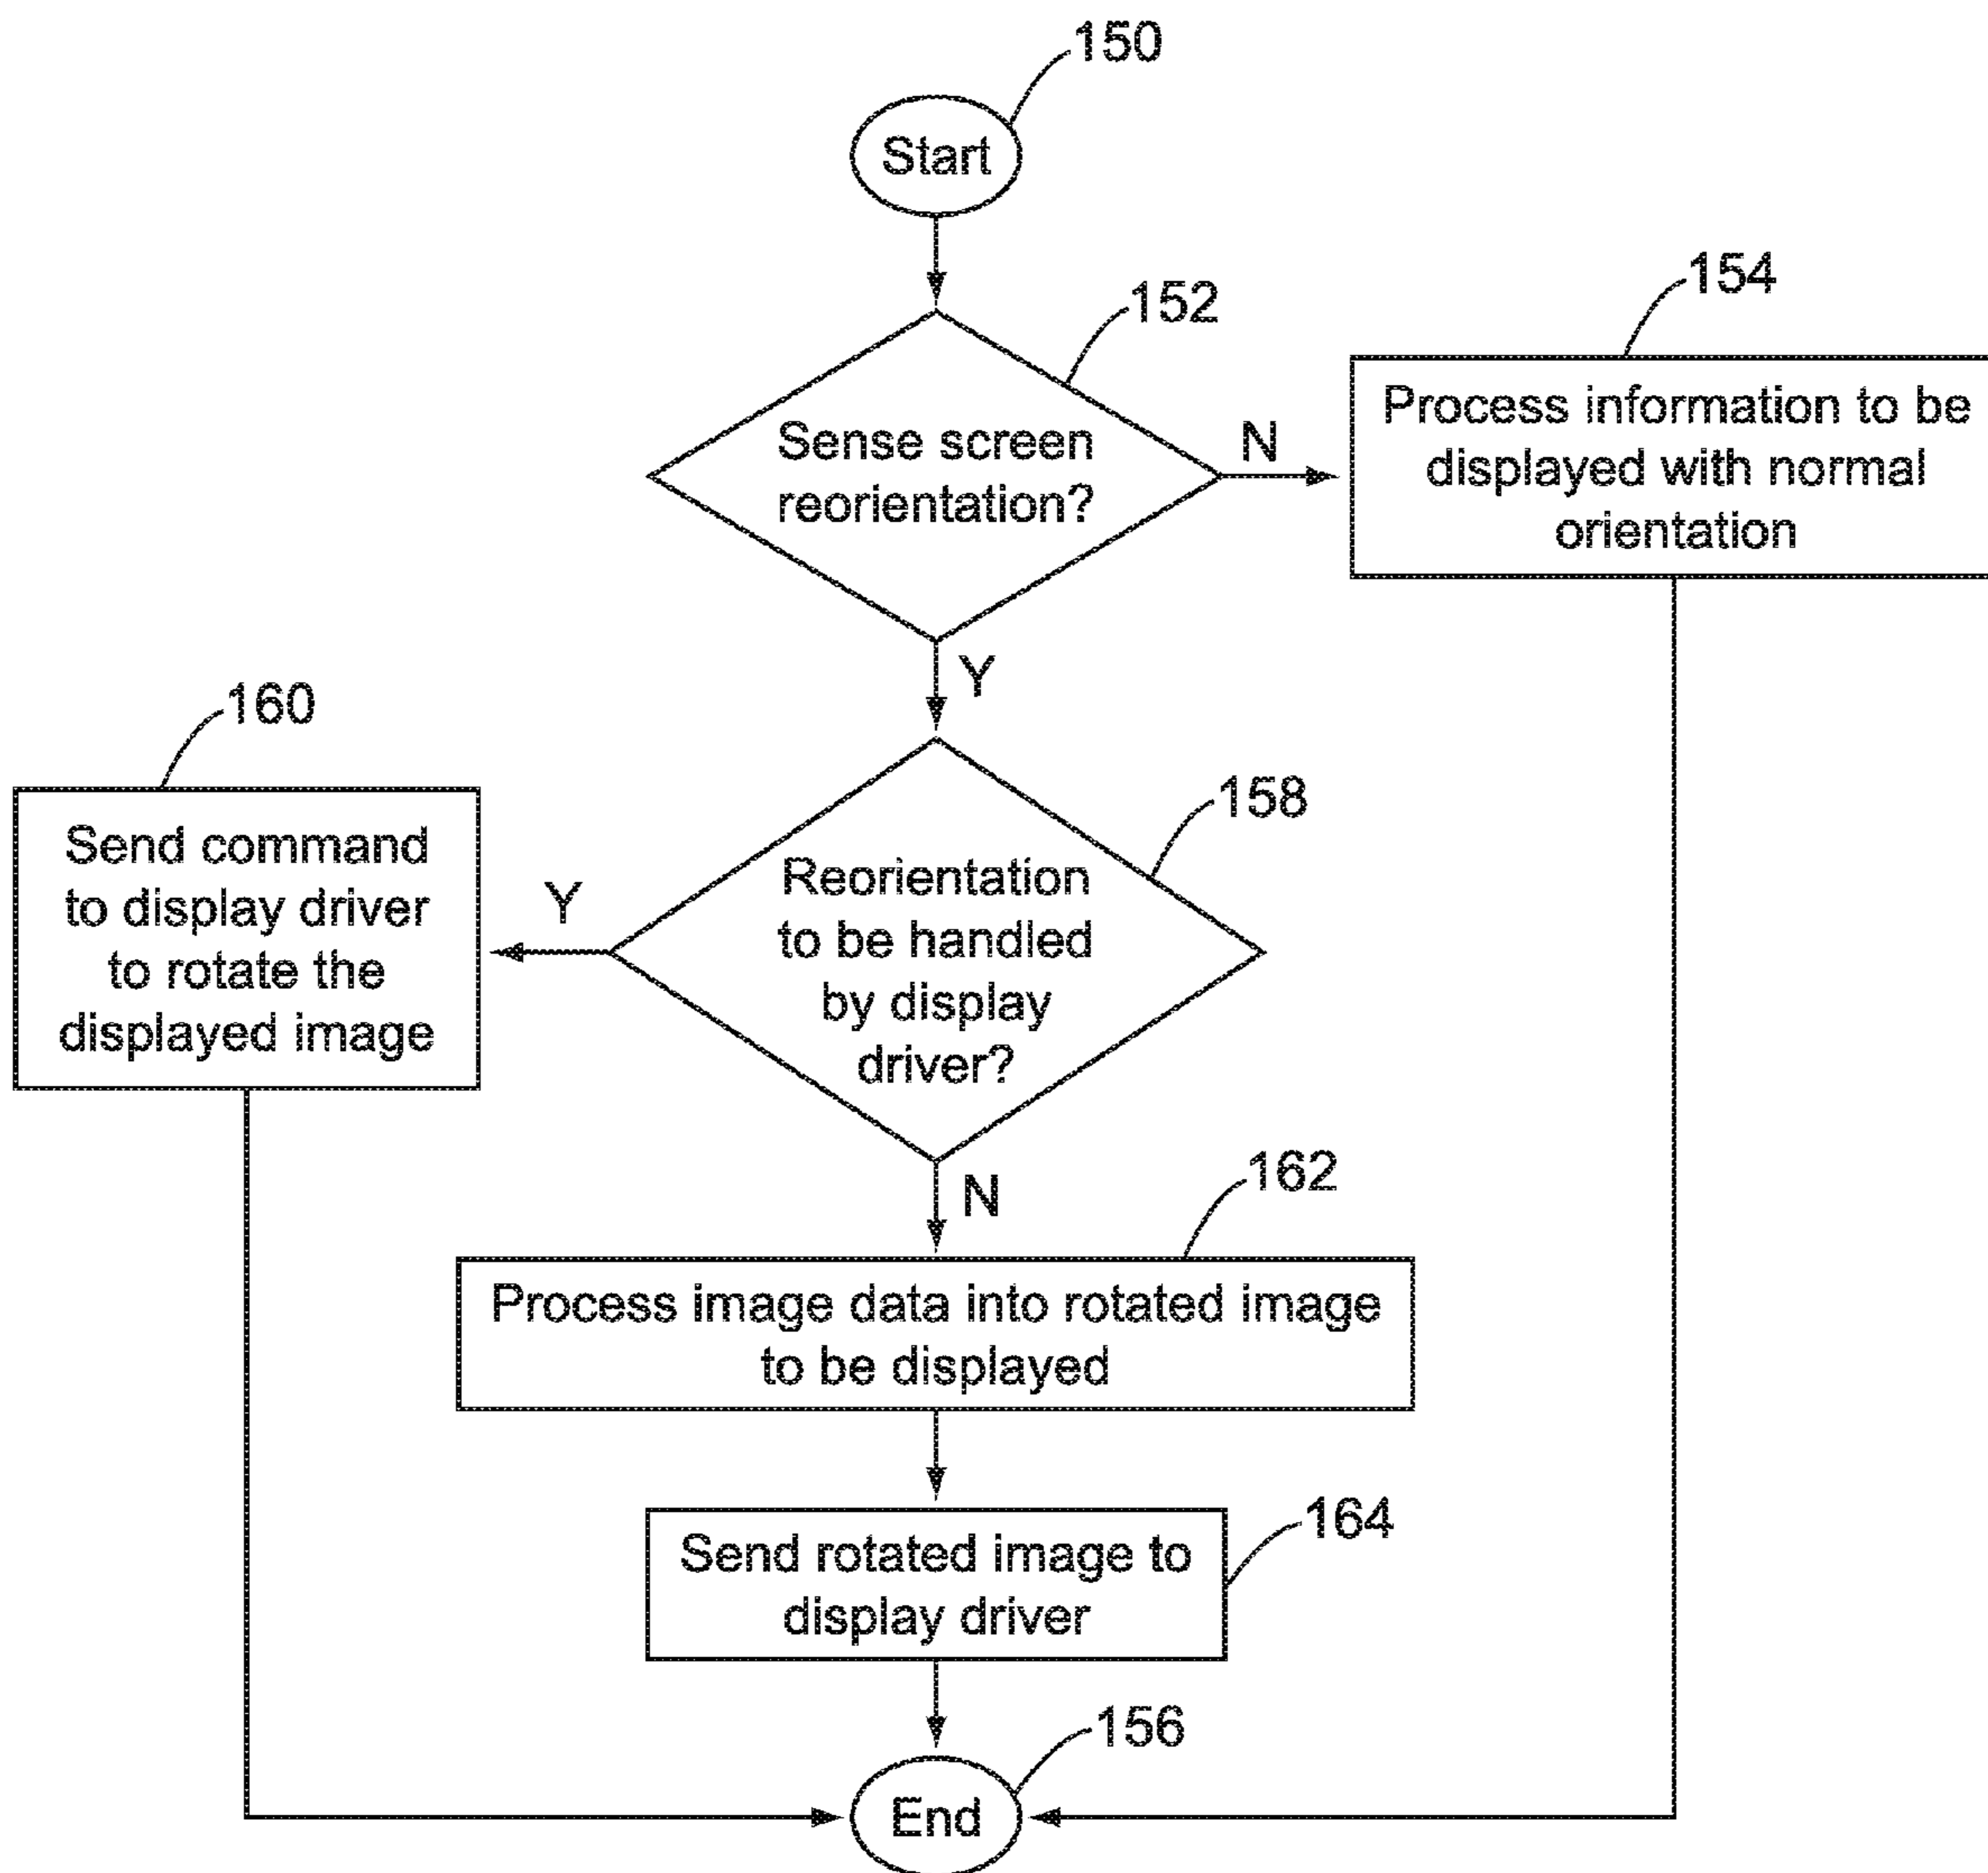 150
Start
152
Sense screen
reorientation?
N
154
Process information to be
displayed with normal
orientation
Y
160
Send command
to display driver
to rotate the
displayed image
Y
158
Reorientation
to be handled
by display
driver?
N
162
Process image data into rotated image
to be displayed
164
Send rotated image to
display driver
156
End